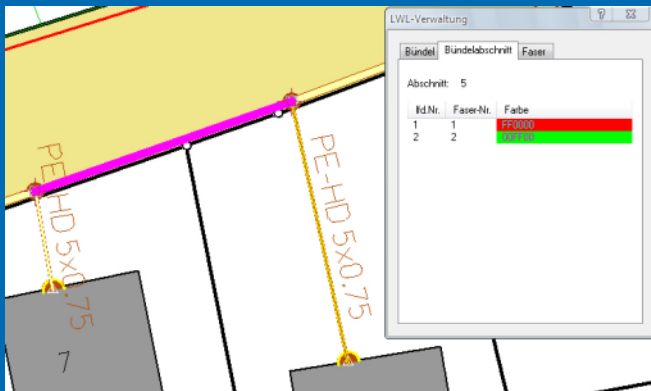 LWL-Verwaltung
Bündel Bündelabschnitt Faser
Abschnitt: 5
lfd.Nr. Faser-Nr. Farbe
1 1 FF0000
2 2
PE-HD 5x0.75
PE-HD 5x0.75
7